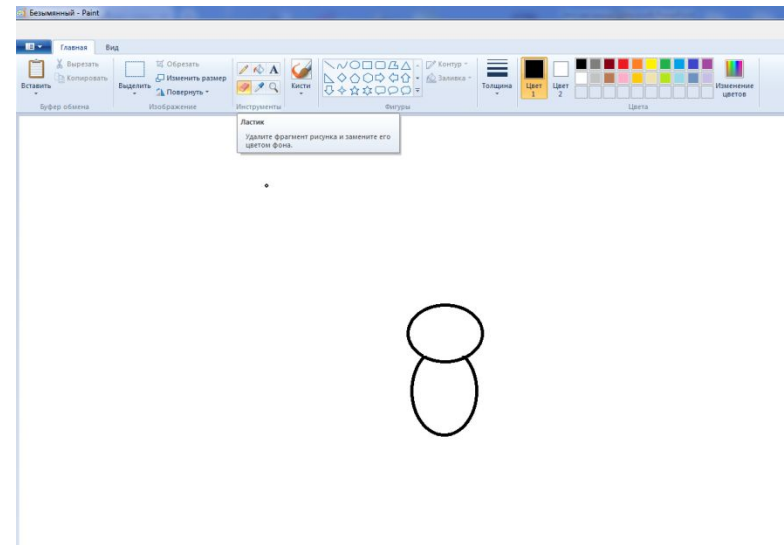 Безымянный - Paint
Главная Вид
Вставить
Вырезать
Копировать
Буфер обмена
Выделить
Обрезать
Изменить размер
Повернуть
Изображение
A
Инструменты
Кисти
Контур
Заливка
Фигуры
Толщина
Цвет 1
Цвет 2
Изменение цветов
Цвета
Ластик
Удалите фрагмент рисунка и замените его
цветом фона.